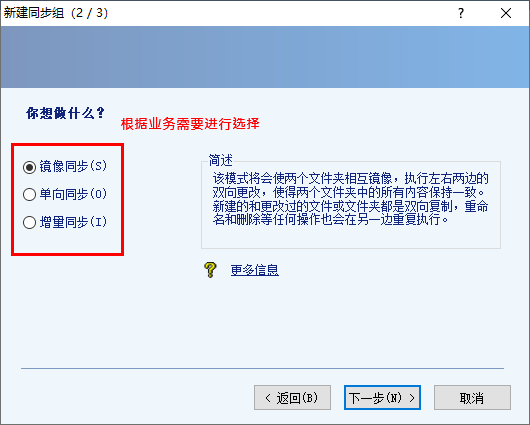 新建同步组（2 / 3）
?
你想做什么？
根据业务需要进行选择
镜像同步(S)
单向同步(O)
增量同步(I)
简述
该模式将会使两个文件夹相互镜像，执行左右两边的
双向更改，使得两个文件夹中的所有内容保持一致。
新建的和更改过的文件或文件夹都是双向复制，重命
名和删除等任何操作也会在另一边重复执行。
?
更多信息
< 返回(B)
下一步(N) >
取消